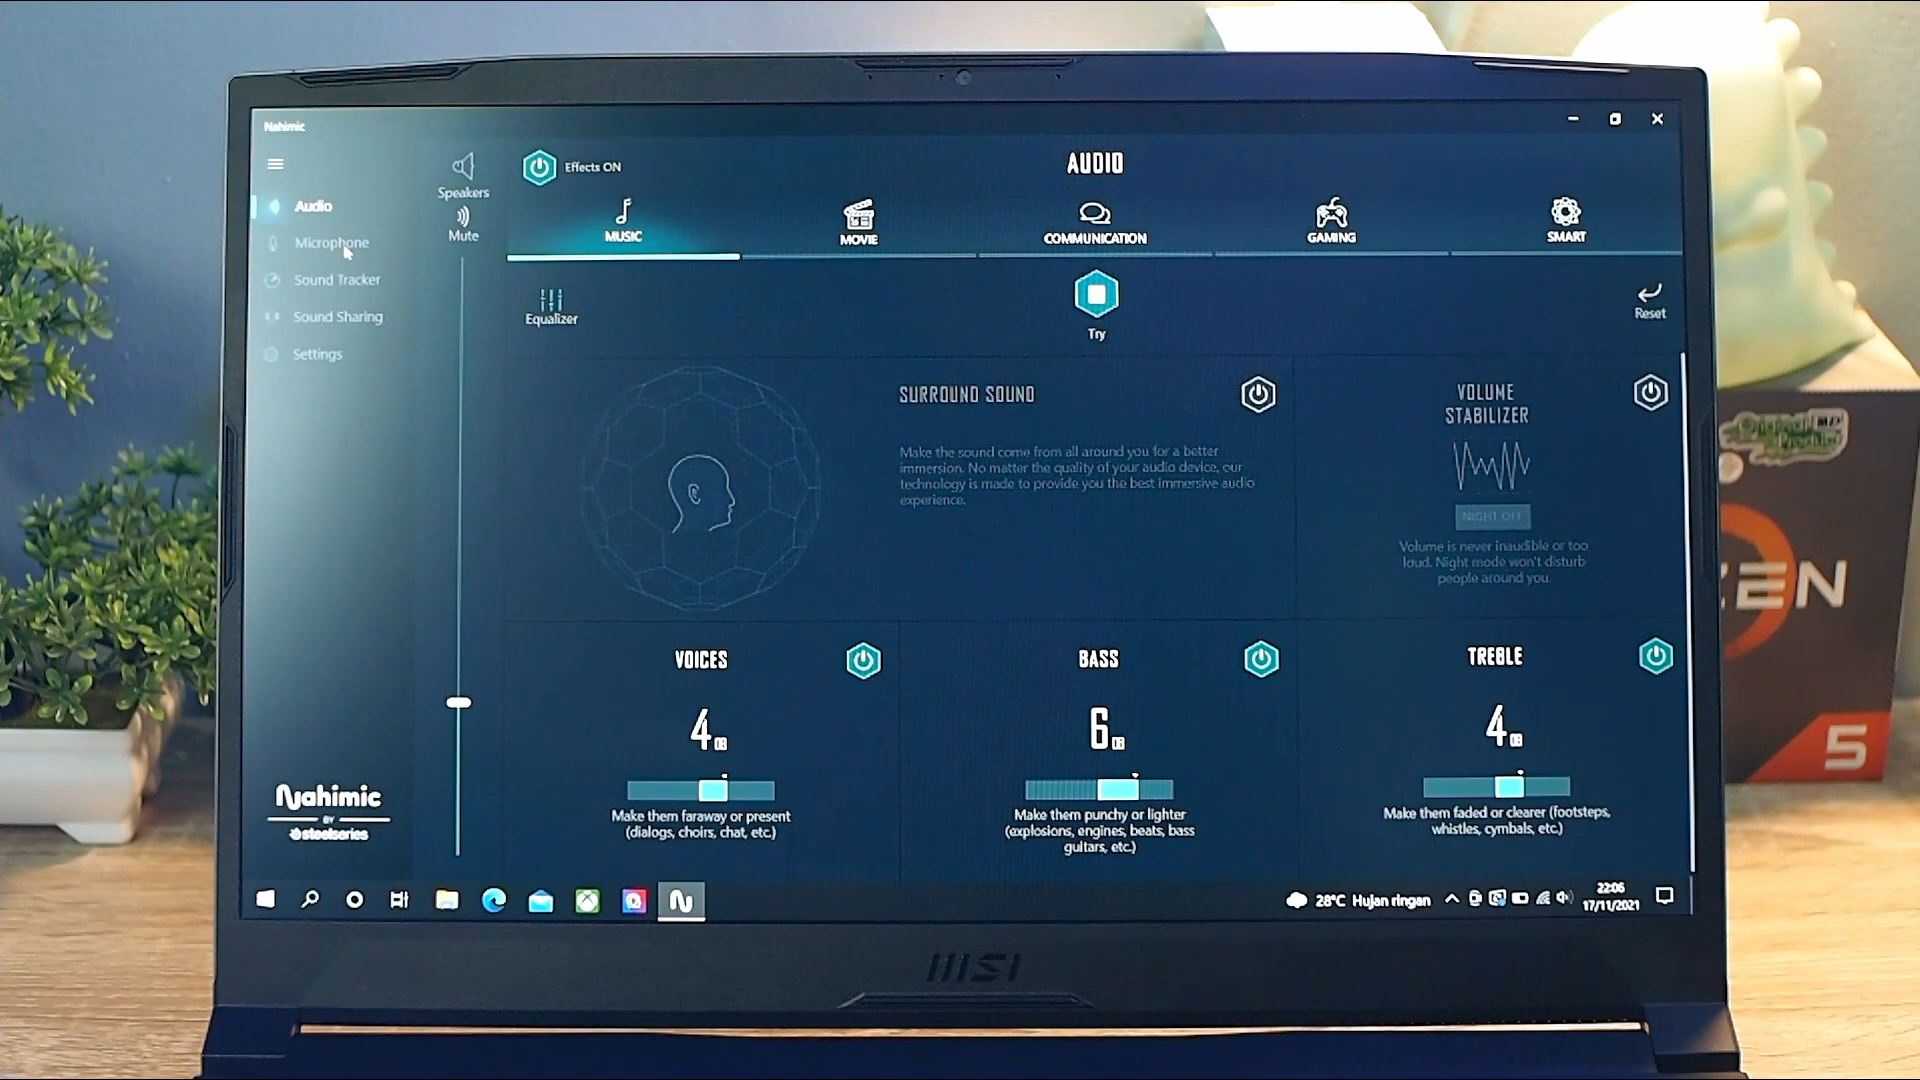 Nahimic
Audio
Microphone
Sound Tracker
Sound Sharing
Settings
Speakers
Mute
Effects ON
AUDIO
MUSIC
MOVIE
COMMUNICATION
GAMING
SMART
Equalizer
Try
Reset
SURROUND SOUND
Make the sound come from all around you for a better
immersion. No matter the quality of your audio device, our
technology is made to provide you the best immersive audio
experience.
VOLUME
STABILIZER
NIGHT OFF
Volume is never inaudible or too
loud. Night mode won't disturb
people around you.
VOICES
4 DB
Make them faraway or present
(dialogs, choirs, chat, etc.)
BASS
6 DB
Make them punchy or lighter
(explosions, engines, beats, bass
guitars, etc.)
TREBLE
4 DB
Make them faded or clearer (footsteps,
whistles, cymbals, etc.)
Nahimic
BY
steelseries
28°C Hujan ringan
22:06
17/11/2021
msi
Original
Product
ZEN
5